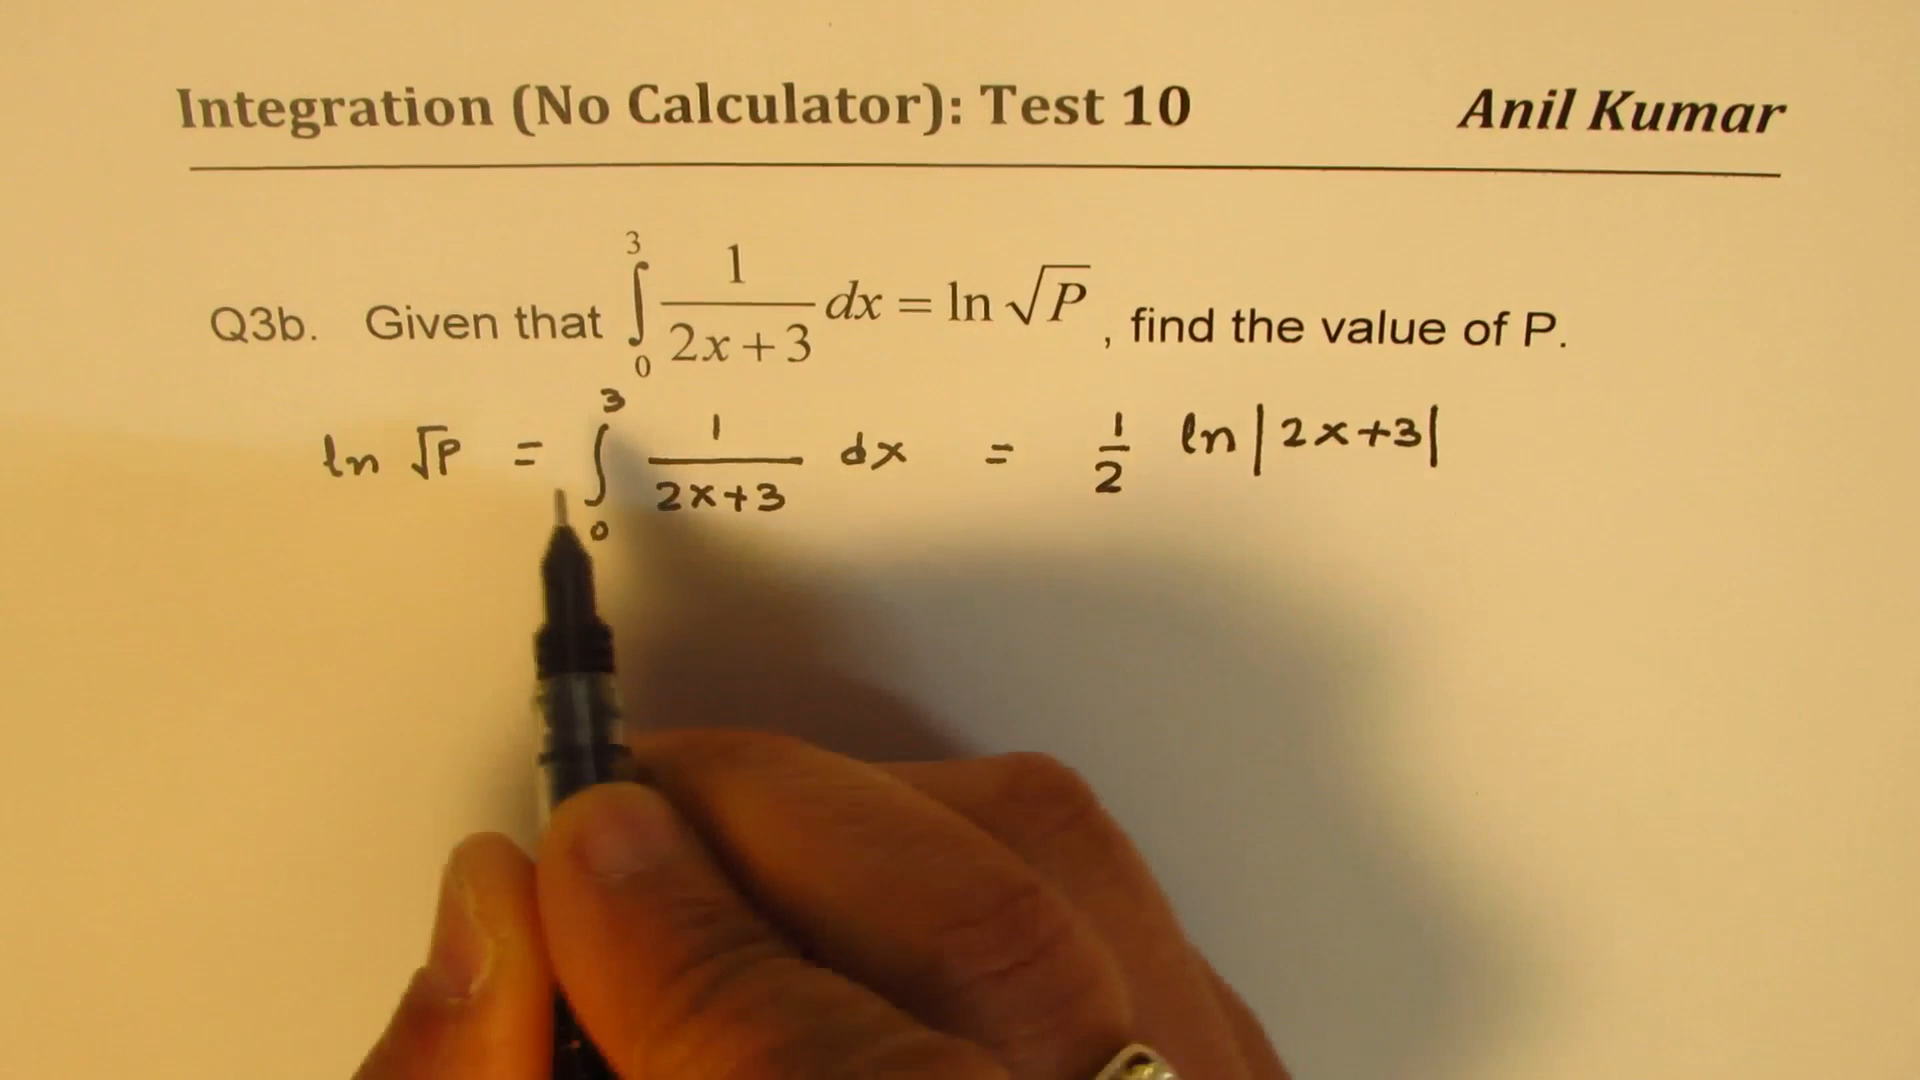 Integration (No Calculator): Test 10 Anil Kumar
Q3b. Given that ∫₀³ 1/(2x+3) dx = ln √P , find the value of P.
ln √P = ∫₀³ 1/(2x+3) dx = 1/2 ln |2x+3|